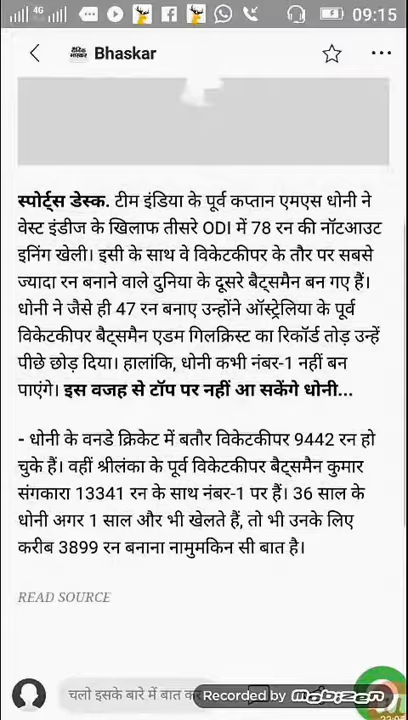 4G 09:15
दैनिक भास्कर Bhaskar
स्पोर्ट्स डेस्क. टीम इंडिया के पूर्व कप्तान एमएस धोनी ने
वेस्ट इंडीज के खिलाफ तीसरे ODI में 78 रन की नॉटआउट
इनिंग खेली। इसी के साथ वे विकेटकीपर के तौर पर सबसे
ज्यादा रन बनाने वाले दुनिया के दूसरे बैट्समैन बन गए हैं।
धोनी ने जैसे ही 47 रन बनाए उन्होंने ऑस्ट्रेलिया के पूर्व
विकेटकीपर बैट्समैन एडम गिलक्रिस्ट का रिकॉर्ड तोड़ उन्हें
पीछे छोड़ दिया। हालांकि, धोनी कभी नंबर-1 नहीं बन
पाएंगे। इस वजह से टॉप पर नहीं आ सकेंगे धोनी...
- धोनी के वनडे क्रिकेट में बतौर विकेटकीपर 9442 रन हो
चुके हैं। वहीं श्रीलंका के पूर्व विकेटकीपर बैट्समैन कुमार
संगकारा 13341 रन के साथ नंबर-1 पर हैं। 36 साल के
धोनी अगर 1 साल और भी खेलते हैं, तो भी उनके लिए
करीब 3899 रन बनाना नामुमकिन सी बात है।
READ SOURCE
चलो इसके बारे में बात कर Recorded by mobizen